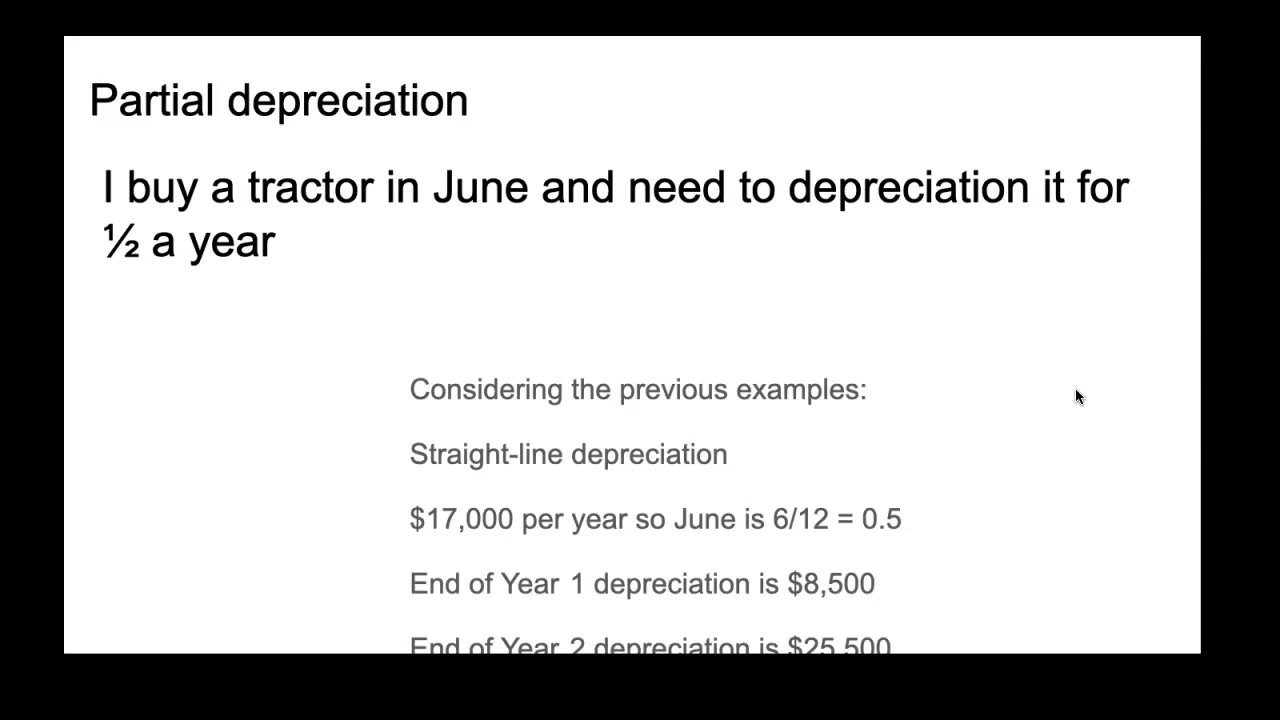 Partial depreciation
I buy a tractor in June and need to depreciation it for
½ a year
Considering the previous examples:
Straight-line depreciation
$17,000 per year so June is 6/12 = 0.5
End of Year 1 depreciation is $8,500
End of Year 2 depreciation is $25,500